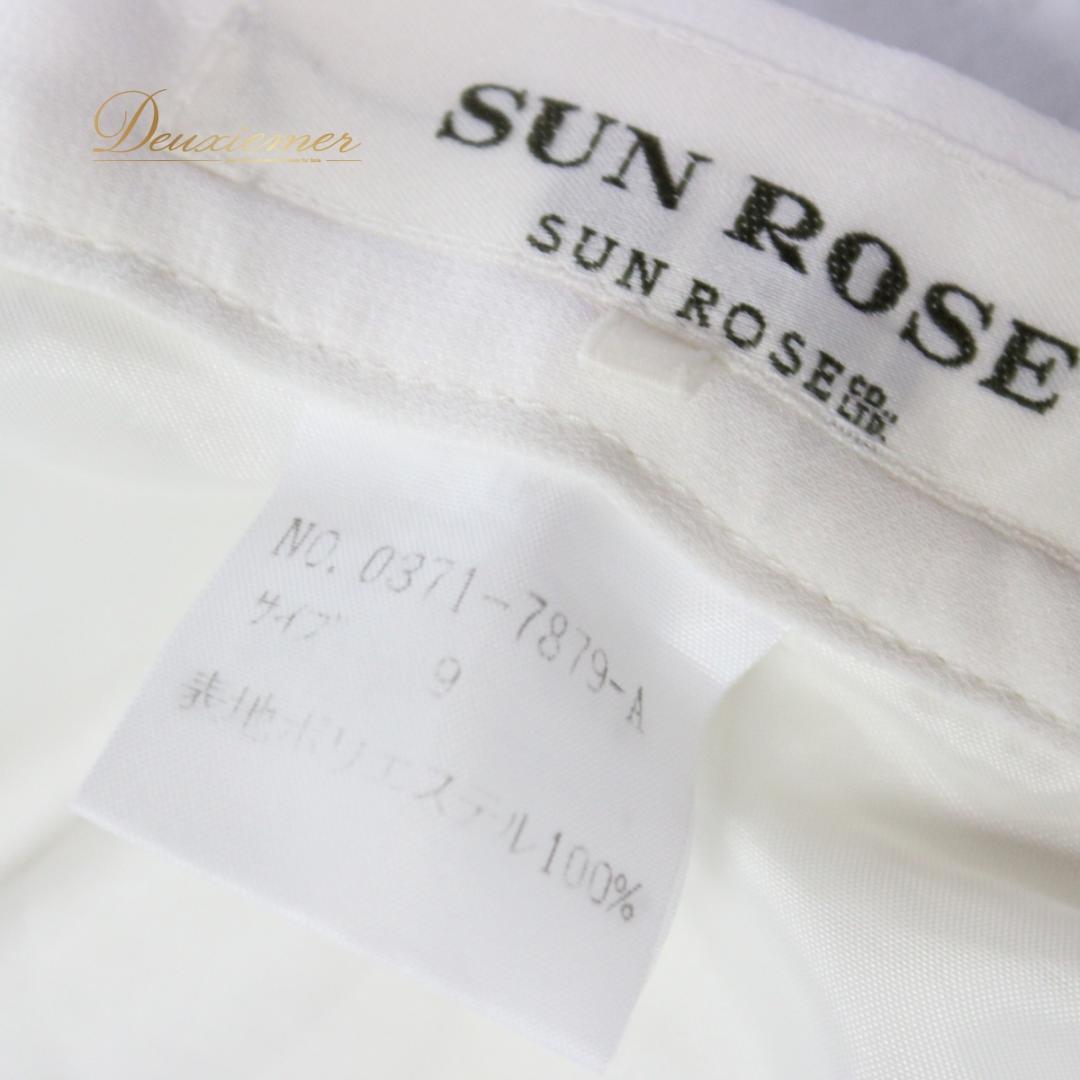 Deuxiemer
SUN ROSE
SUN ROSE CO., LTD.
NO. 0371-7879-A
サイズ 9
表地ポリエステル100%